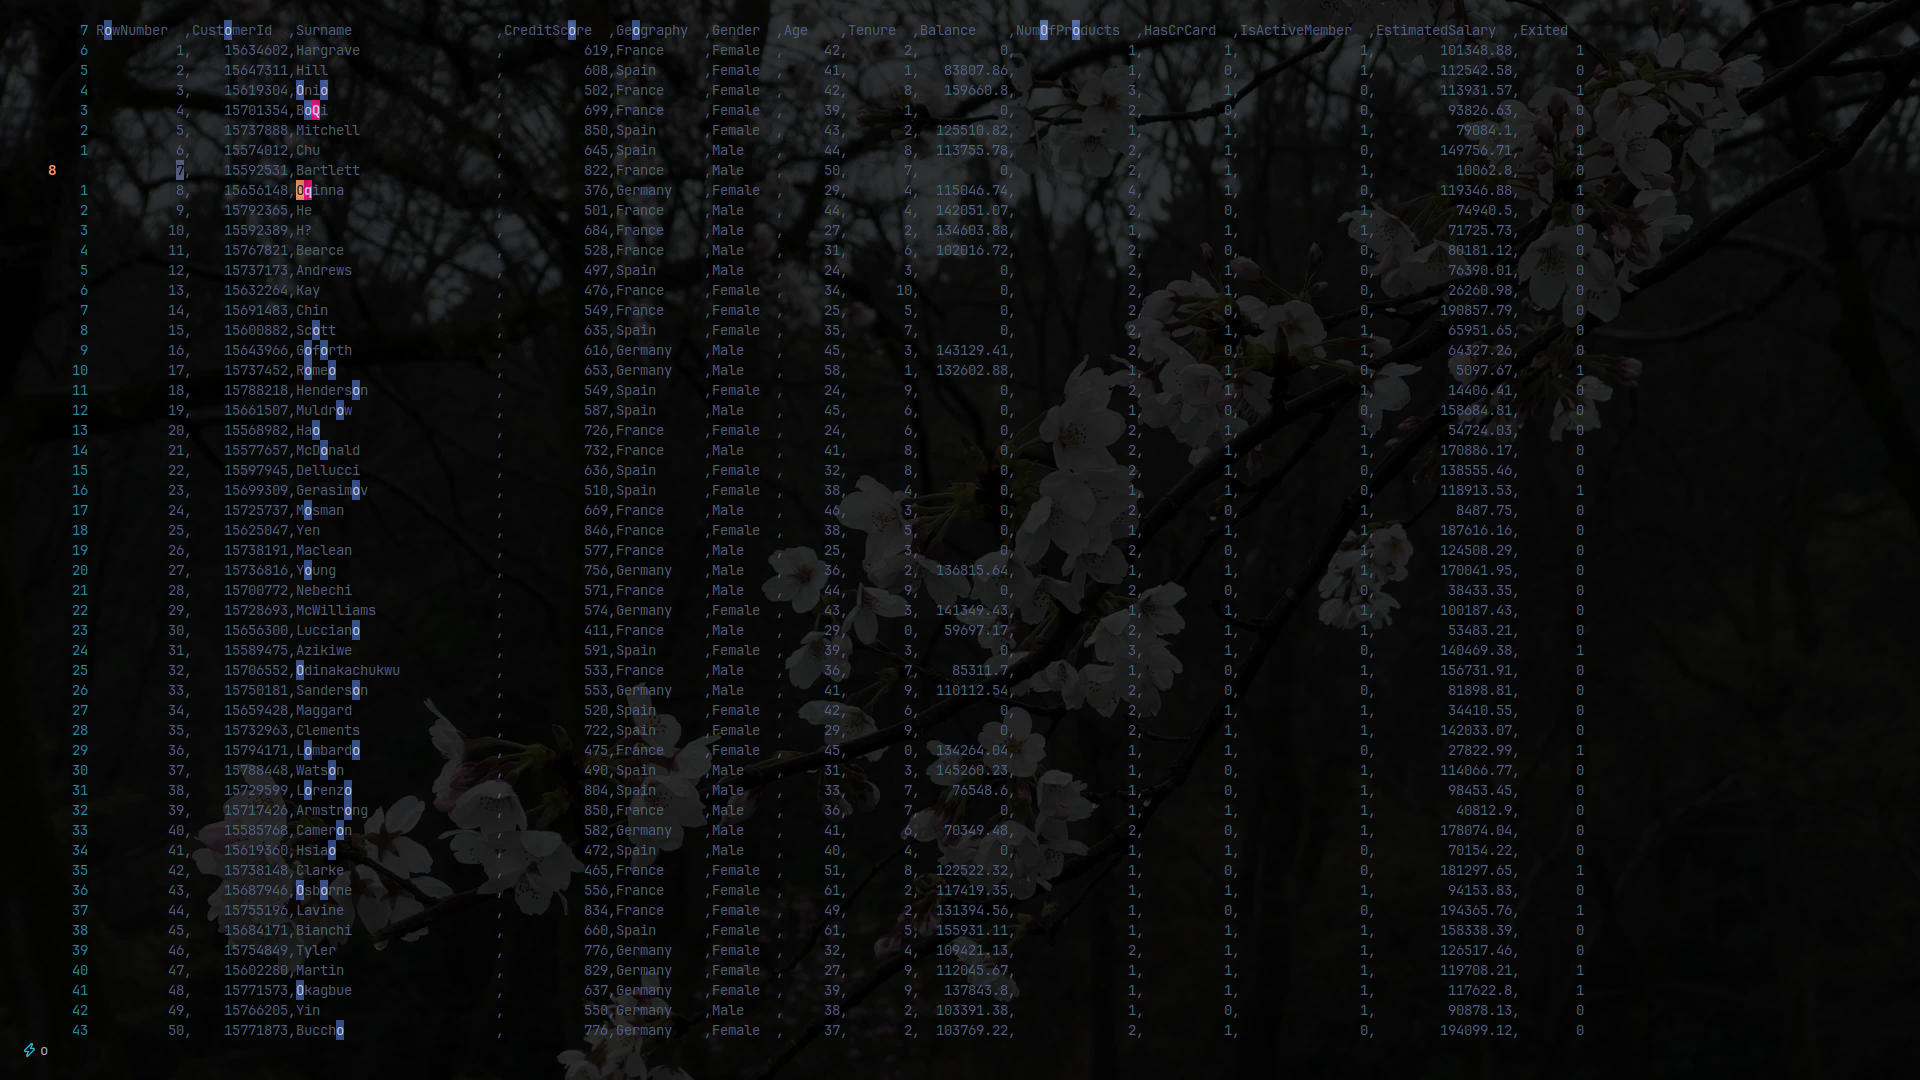 7 RowNumber ,CustomerId ,Surname ,CreditScore ,Geography ,Gender ,Age ,Tenure ,Balance ,NumOfProducts ,HasCrCard ,IsActiveMember ,EstimatedSalary ,Exited
6 1, 15634602,Hargrave , 619,France ,Female , 42, 2, 0, 1, 1, 1, 101348.88, 1
5 2, 15647311,Hill , 608,Spain ,Female , 41, 1, 83807.86, 1, 0, 1, 112542.58, 0
4 3, 15619304,Onio , 502,France ,Female , 42, 8, 159660.8, 3, 1, 0, 113931.57, 1
3 4, 15701354,BoQi , 699,France ,Female , 39, 1, 0, 2, 0, 0, 93826.63, 0
2 5, 15737888,Mitchell , 850,Spain ,Female , 43, 2, 125510.82, 1, 1, 1, 79084.1, 0
1 6, 15574012,Chu , 645,Spain ,Male , 44, 8, 113755.78, 2, 1, 0, 149756.71, 1
8 7, 15592531,Bartlett , 822,France ,Male , 50, 7, 0, 2, 1, 1, 10062.8, 0
1 8, 15656148,Oqinna , 376,Germany ,Female , 29, 4, 115046.74, 4, 1, 0, 119346.88, 1
2 9, 15792365,He , 501,France ,Male , 44, 4, 142051.07, 2, 0, 1, 74940.5, 0
3 10, 15592389,H? , 684,France ,Male , 27, 2, 134603.88, 1, 1, 1, 71725.73, 0
4 11, 15767821,Bearce , 528,France ,Male , 31, 6, 102016.72, 2, 0, 0, 80181.12, 0
5 12, 15737173,Andrews , 497,Spain ,Male , 24, 3, 0, 2, 1, 0, 76390.01, 0
6 13, 15632264,Kay , 476,France ,Female , 34, 10, 0, 2, 1, 0, 26260.98, 0
7 14, 15691483,Chin , 549,France ,Female , 25, 5, 0, 2, 0, 0, 190857.79, 0
8 15, 15600882,Scott , 635,Spain ,Female , 35, 7, 0, 2, 1, 1, 65951.65, 0
9 16, 15643966,Goforth , 616,Germany ,Male , 45, 3, 143129.41, 2, 0, 1, 64327.26, 0
10 17, 15737452,Romeo , 653,Germany ,Male , 58, 1, 132602.88, 1, 1, 0, 5097.67, 1
11 18, 15788218,Henderson , 549,Spain ,Female , 24, 9, 0, 2, 1, 1, 14406.41, 0
12 19, 15661507,Muldrow , 587,Spain ,Male , 45, 6, 0, 1, 0, 0, 158684.81, 0
13 20, 15568982,Hao , 726,France ,Female , 24, 6, 0, 2, 1, 1, 54724.03, 0
14 21, 15577657,McDonald , 732,France ,Male , 41, 8, 0, 2, 1, 1, 170886.17, 0
15 22, 15597945,Dellucci , 636,Spain ,Female , 32, 8, 0, 2, 1, 0, 138555.46, 0
16 23, 15699309,Gerasimov , 510,Spain ,Female , 38, 4, 0, 1, 1, 0, 118913.53, 1
17 24, 15725737,Mosman , 669,France ,Male , 46, 3, 0, 2, 0, 1, 8487.75, 0
18 25, 15625047,Yen , 846,France ,Female , 38, 5, 0, 1, 1, 1, 187616.16, 0
19 26, 15738191,Maclean , 577,France ,Male , 25, 3, 0, 2, 0, 1, 124508.29, 0
20 27, 15736816,Young , 756,Germany ,Male , 36, 2, 136815.64, 1, 1, 1, 170041.95, 0
21 28, 15700772,Nebechi , 571,France ,Male , 44, 9, 0, 2, 0, 0, 38433.35, 0
22 29, 15728693,McWilliams , 574,Germany ,Female , 43, 3, 141349.43, 1, 1, 1, 100187.43, 0
23 30, 15656300,Lucciano , 411,France ,Male , 29, 0, 59697.17, 2, 1, 1, 53483.21, 0
24 31, 15589475,Azikiwe , 591,Spain ,Female , 39, 3, 0, 3, 1, 0, 140469.38, 1
25 32, 15706552,Odinakachukwu , 533,France ,Male , 36, 7, 85311.7, 1, 0, 1, 156731.91, 0
26 33, 15750181,Sanderson , 553,Germany ,Male , 41, 9, 110112.54, 2, 0, 0, 81898.81, 0
27 34, 15659428,Maggard , 520,Spain ,Female , 42, 6, 0, 2, 1, 1, 34410.55, 0
28 35, 15732963,Clements , 722,Spain ,Female , 29, 9, 0, 2, 1, 1, 142033.07, 0
29 36, 15794171,Lombardo , 475,France ,Female , 45, 0, 134264.04, 1, 1, 0, 27822.99, 1
30 37, 15788448,Watson , 490,Spain ,Male , 31, 3, 145260.23, 1, 0, 1, 114066.77, 0
31 38, 15729599,Lorenzo , 804,Spain ,Male , 33, 7, 76548.6, 1, 0, 1, 98453.45, 0
32 39, 15717426,Armstrong , 850,France ,Male , 36, 7, 0, 1, 1, 1, 40812.9, 0
33 40, 15585768,Cameron , 582,Germany ,Male , 41, 6, 70349.48, 2, 0, 1, 178074.04, 0
34 41, 15619360,Hsiao , 472,Spain ,Male , 40, 4, 0, 1, 1, 0, 70154.22, 0
35 42, 15738148,Clarke , 465,France ,Female , 51, 8, 122522.32, 1, 0, 0, 181297.65, 1
36 43, 15687946,Osborne , 556,France ,Female , 61, 2, 117419.35, 1, 1, 1, 94153.83, 0
37 44, 15755196,Lavine , 834,France ,Female , 49, 2, 131394.56, 1, 0, 0, 194365.76, 1
38 45, 15684171,Bianchi , 660,Spain ,Female , 61, 5, 155931.11, 1, 1, 1, 158338.39, 0
39 46, 15754849,Tyler , 776,Germany ,Female , 32, 4, 109421.13, 2, 1, 1, 126517.46, 0
40 47, 15602280,Martin , 829,Germany ,Female , 27, 9, 112045.67, 1, 1, 1, 119708.21, 1
41 48, 15771573,Okagbue , 637,Germany ,Female , 39, 9, 137843.8, 1, 1, 1, 117622.8, 1
42 49, 15766205,Yin , 550,Germany ,Male , 38, 2, 103391.38, 1, 0, 1, 90878.13, 0
43 50, 15771873,Buccho , 776,Germany ,Female , 37, 2, 103769.22, 2, 1, 0, 194099.12, 0
o